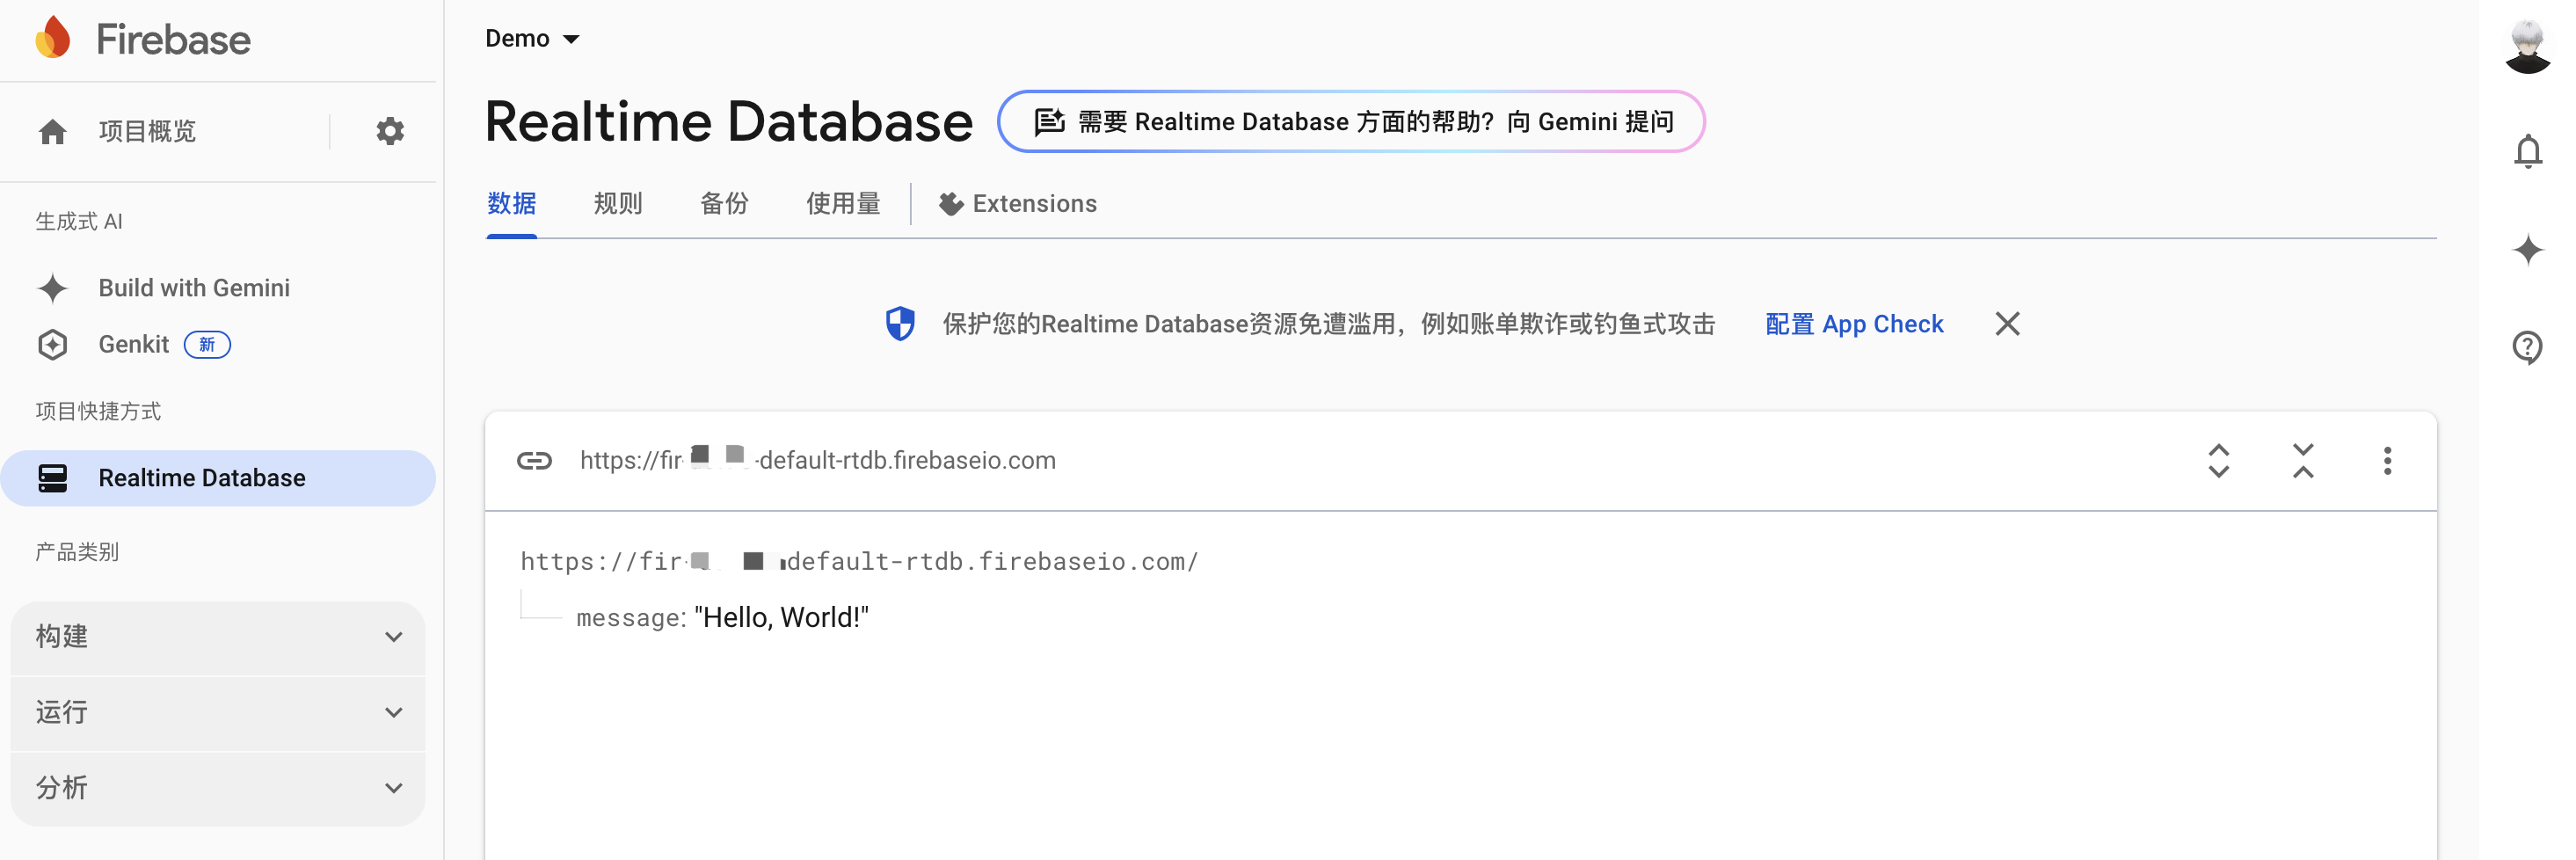 Firebase
项目概览
生成式 AI
Build with Gemini
Genkit 新
项目快捷方式
Realtime Database
产品类别
构建
运行
分析
Demo
Realtime Database
需要 Realtime Database 方面的帮助？向 Gemini 提问
数据 规则 备份 使用量 Extensions
保护您的Realtime Database资源免遭滥用，例如账单欺诈或钓鱼式攻击 配置 App Check
https://fir- -default-rtdb.firebaseio.com
https://fir- default-rtdb.firebaseio.com/
message: "Hello, World!"